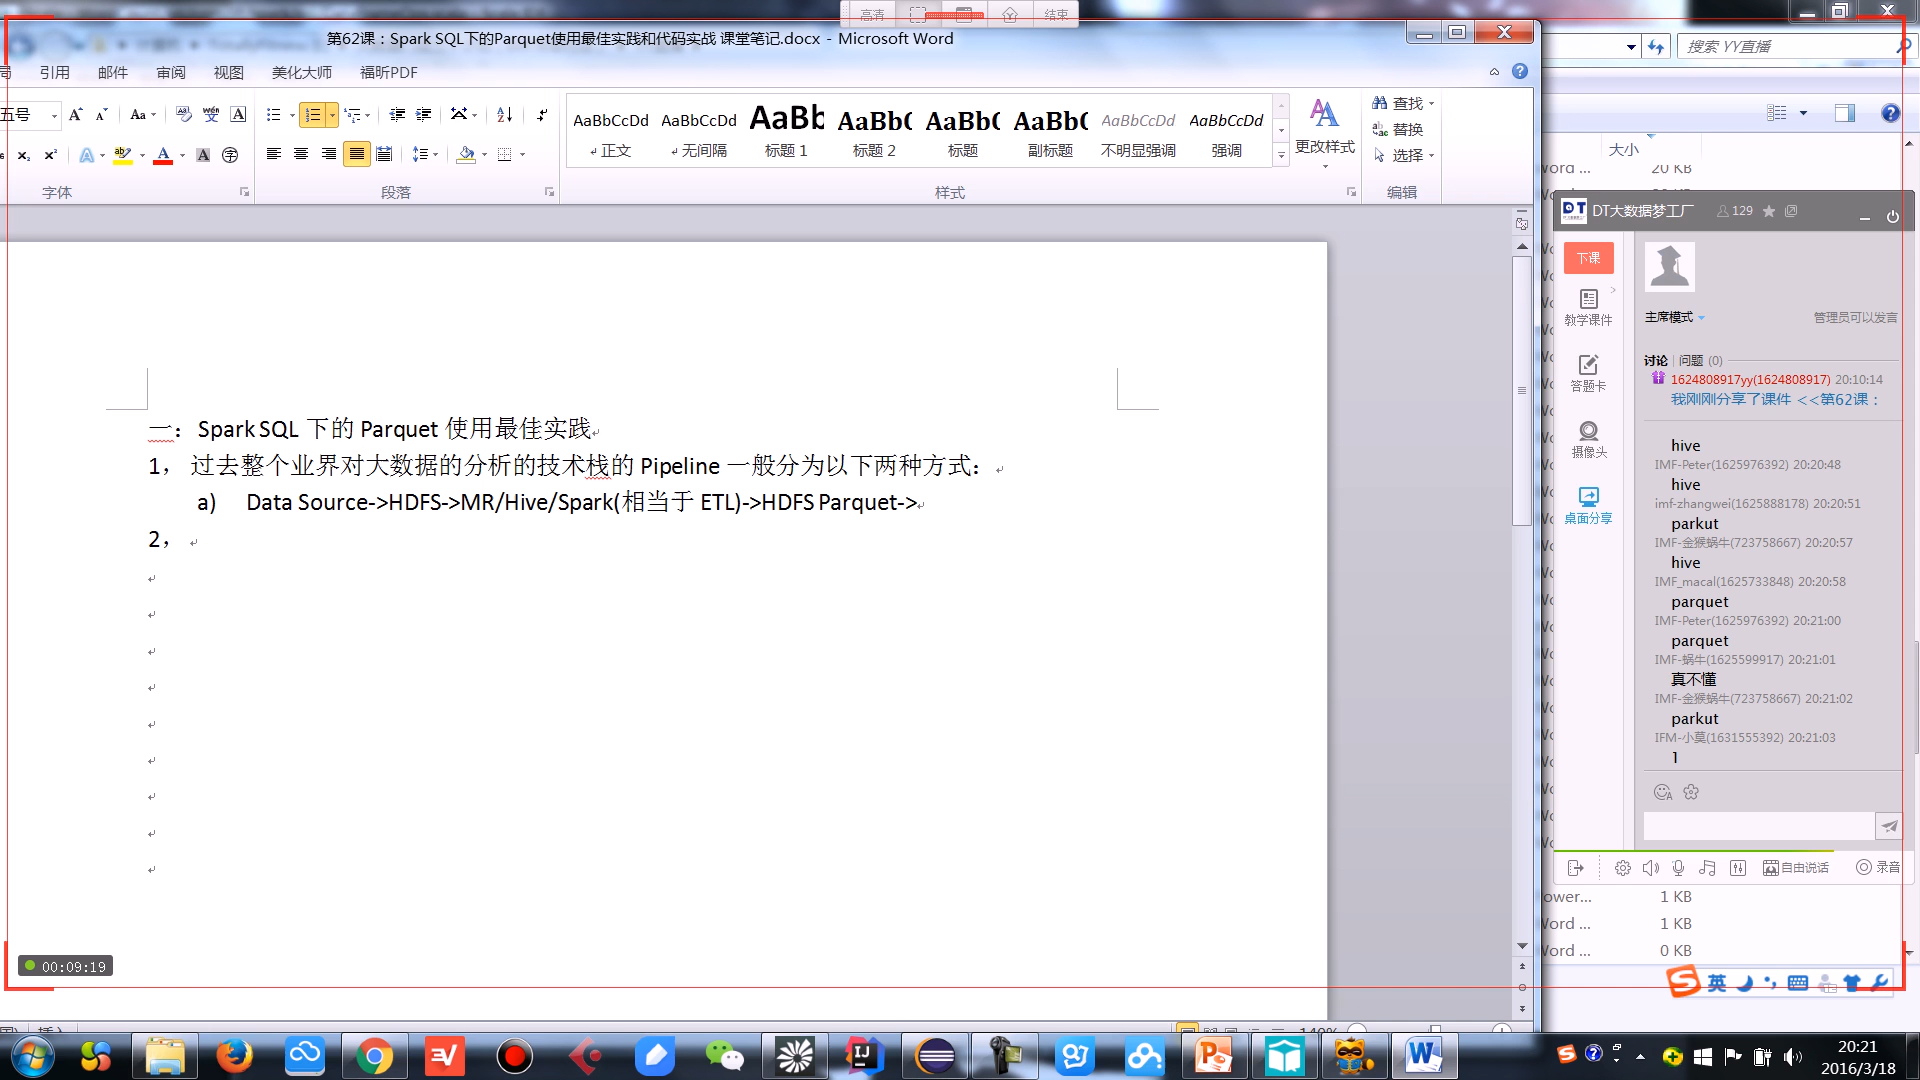 高清
结束
第62课：Spark SQL下的Parquet使用最佳实践和代码实战 课堂笔记.docx - Microsoft Word
搜索 YY直播
引用 邮件 审阅 视图 美化大师 福昕PDF
五号
查找
替换
选择
AaBbCcDd AaBbCcDd AaBb AaBb( AaBb( AaBb( AaBbCcDd AaBbCcDd
正文 无间隔 标题 1 标题 2 标题 副标题 不明显强调 强调
更改样式
字体 段落 样式 编辑
大小
Word ... 20 KB
DT大数据梦工厂 129
下课
教学课件
答题卡
摄像头
桌面分享
主席模式 管理员可以发言
讨论 问题 (0)
1624808917yy(1624808917) 20:10:14
我刚刚分享了课件 <<第62课：
hive
IMF-Peter(1625976392) 20:20:48
hive
imf-zhangwei(1625888178) 20:20:51
parkut
IMF-金猴蜗牛(723758667) 20:20:57
hive
IMF_macal(1625733848) 20:20:58
parquet
IMF-Peter(1625976392) 20:21:00
parquet
IMF-蜗牛(1625599917) 20:21:01
真不懂
IMF-金猴蜗牛(723758667) 20:21:02
parkut
IFM-小莫(1631555392) 20:21:03
1
自由说话 录音
一：Spark SQL 下的 Parquet 使用最佳实践
1， 过去整个业界对大数据的分析的技术栈的 Pipeline 一般分为以下两种方式：
a) Data Source->HDFS->MR/Hive/Spark(相当于 ETL)->HDFS Parquet->
2，
ower... 1 KB
Word ... 1 KB
Word ... 0 KB
00:09:19
英
140%
20:21
2016/3/18